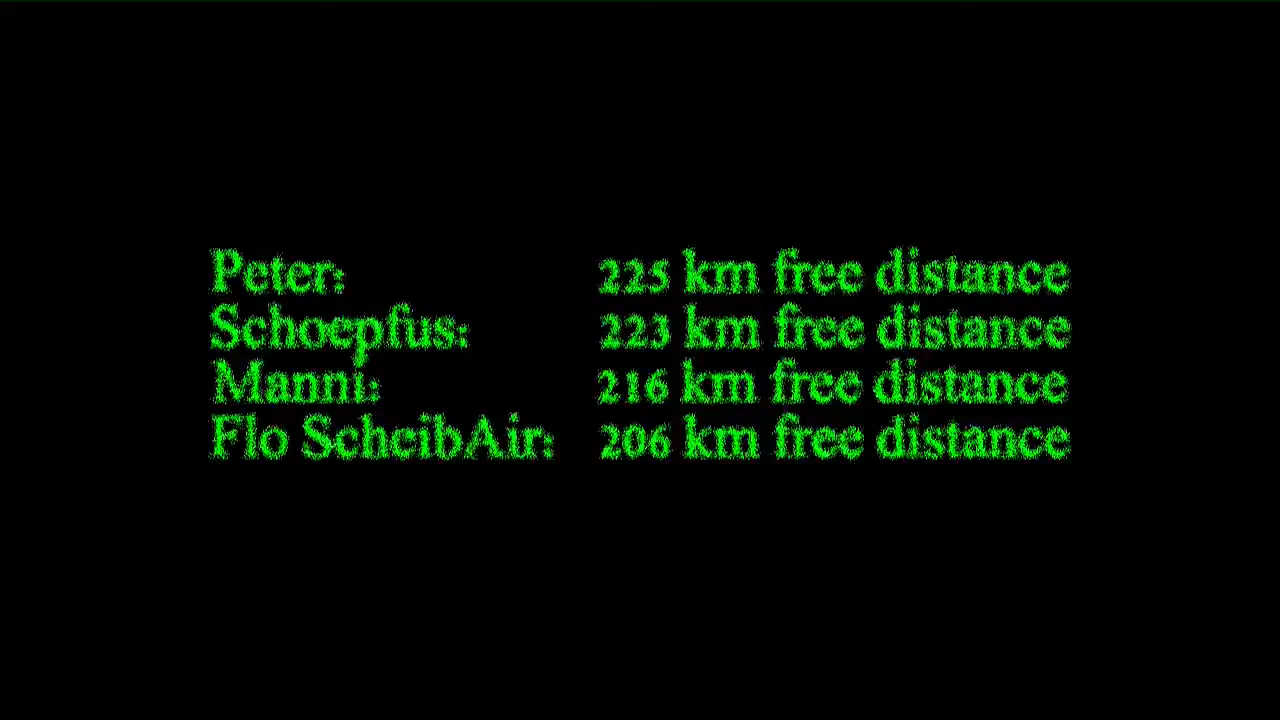 Peter: 225 km free distance
Schoepfus: 223 km free distance
Manni: 216 km free distance
Flo ScheibAir: 206 km free distance